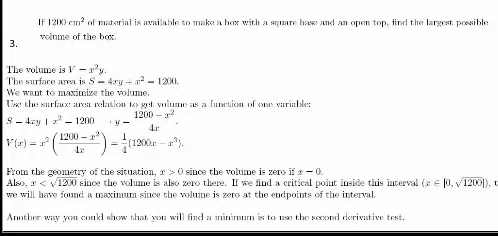 If 1200 cm² of material is available to make a box with a square base and an open top, find the largest possible
volume of the box.
3.
The volume is V = x²y.
The surface area is S = 4xy + x² = 1200.
We want to maximize the volume.
Use the surface area relation to get volume as a function of one variable:
S = 4xy + x² = 1200 → y = (1200 − x²)/4x.
V(x) = x² ((1200 − x²)/4x) = 1/4 (1200x − x³).
From the geometry of the situation, x > 0 since the volume is zero if x = 0.
Also, x < √1200 since the volume is also zero there. If we find a critical point inside this interval (x ∈ [0, √1200]), t
we will have found a maximum since the volume is zero at the endpoints of the interval.
Another way you could show that you will find a minimum is to use the second derivative test.